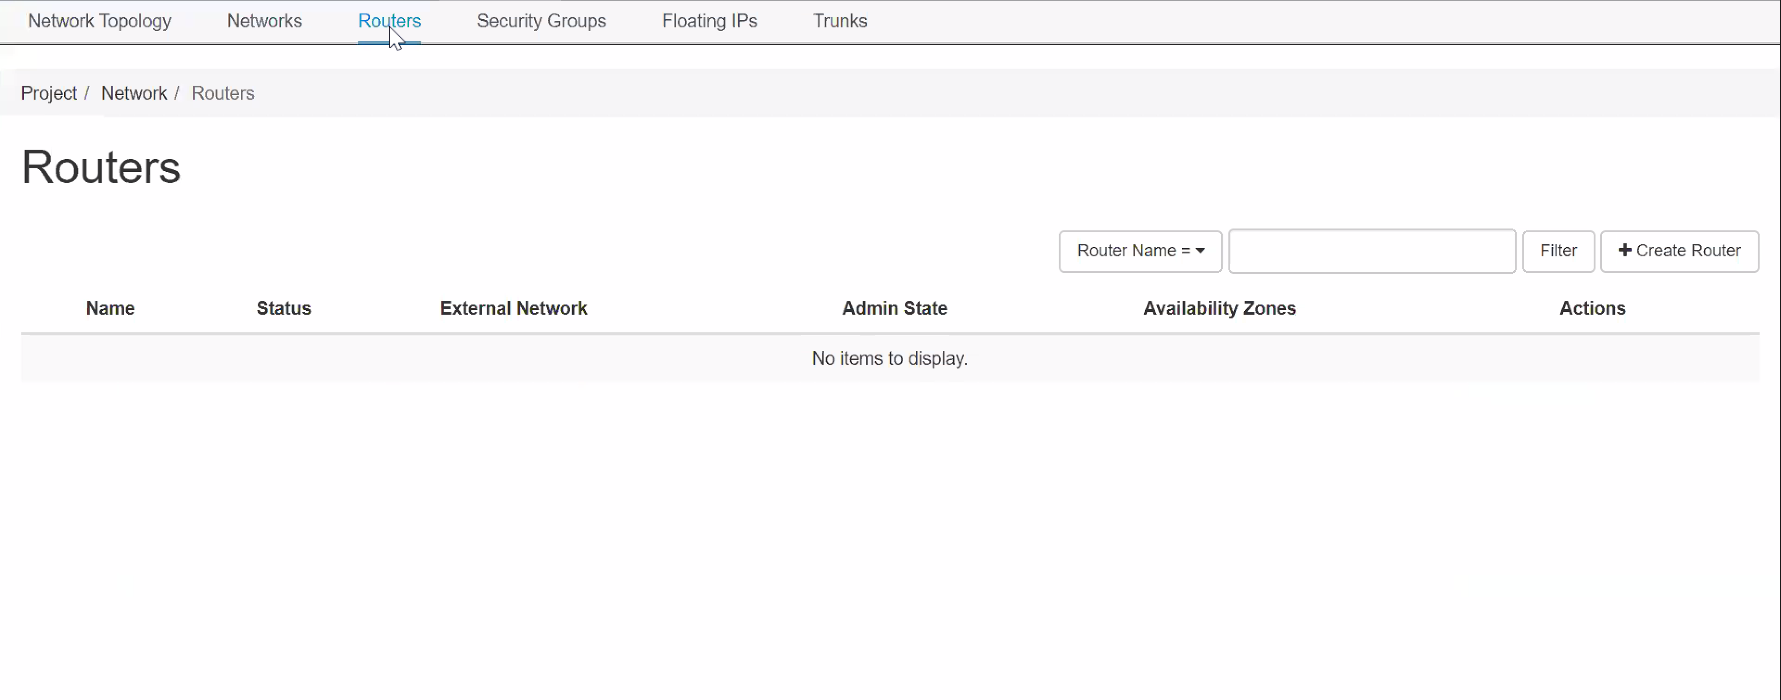 Network Topology Networks Routers Security Groups Floating IPs Trunks
Project / Network / Routers
Routers
Router Name = Filter Create Router
Name Status External Network Admin State Availability Zones Actions
No items to display.